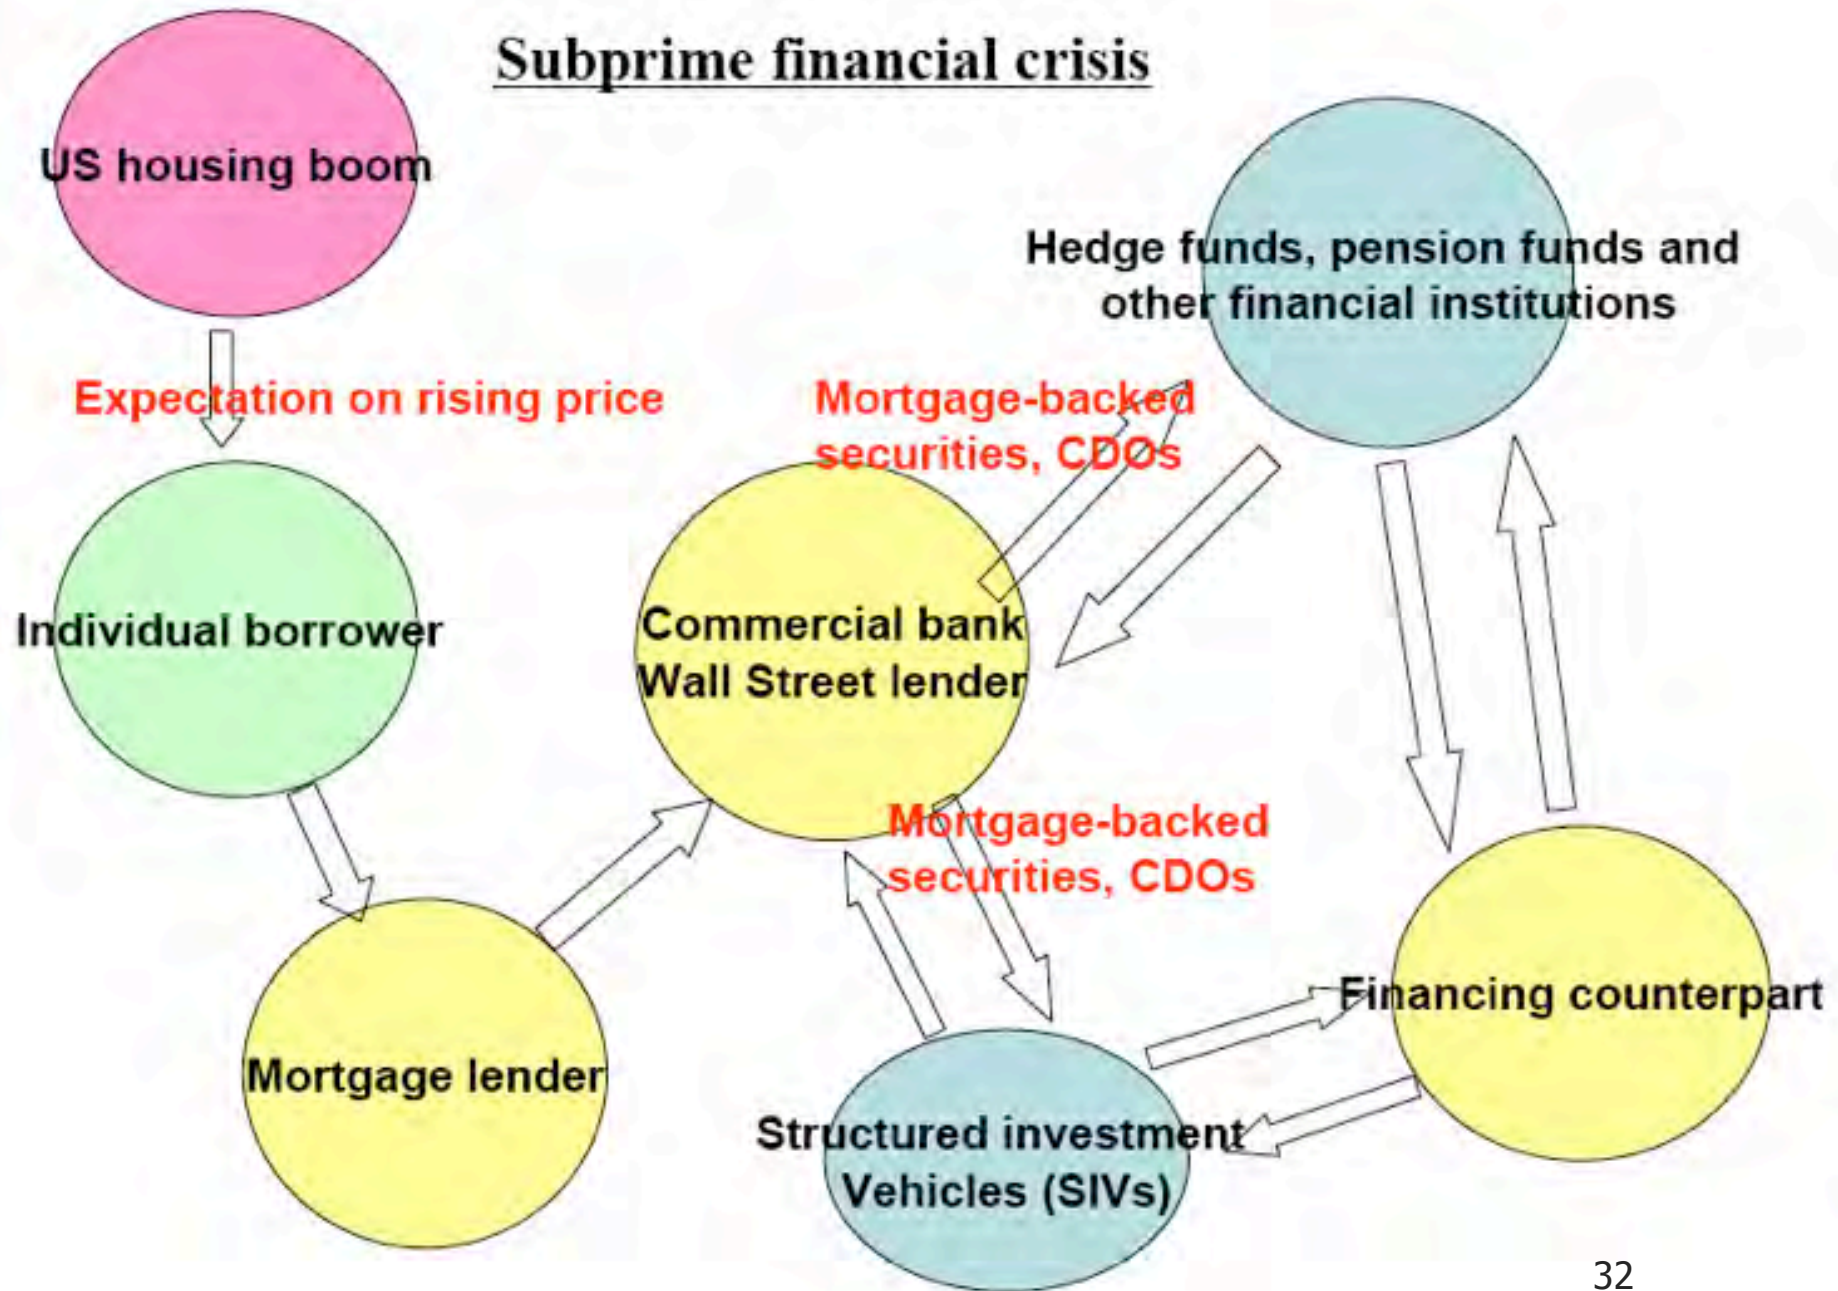 Subprime financial crisis
US housing boom
Hedge funds, pension funds and
other financial institutions
Expectation on rising price
Mortgage-backed
securities, CDOs
Individual borrower
Commercial bank
Wall Street lender
Mortgage-backed
securities, CDOs
Financing counterpart
Mortgage lender
Structured investment
Vehicles (SIVs)
32